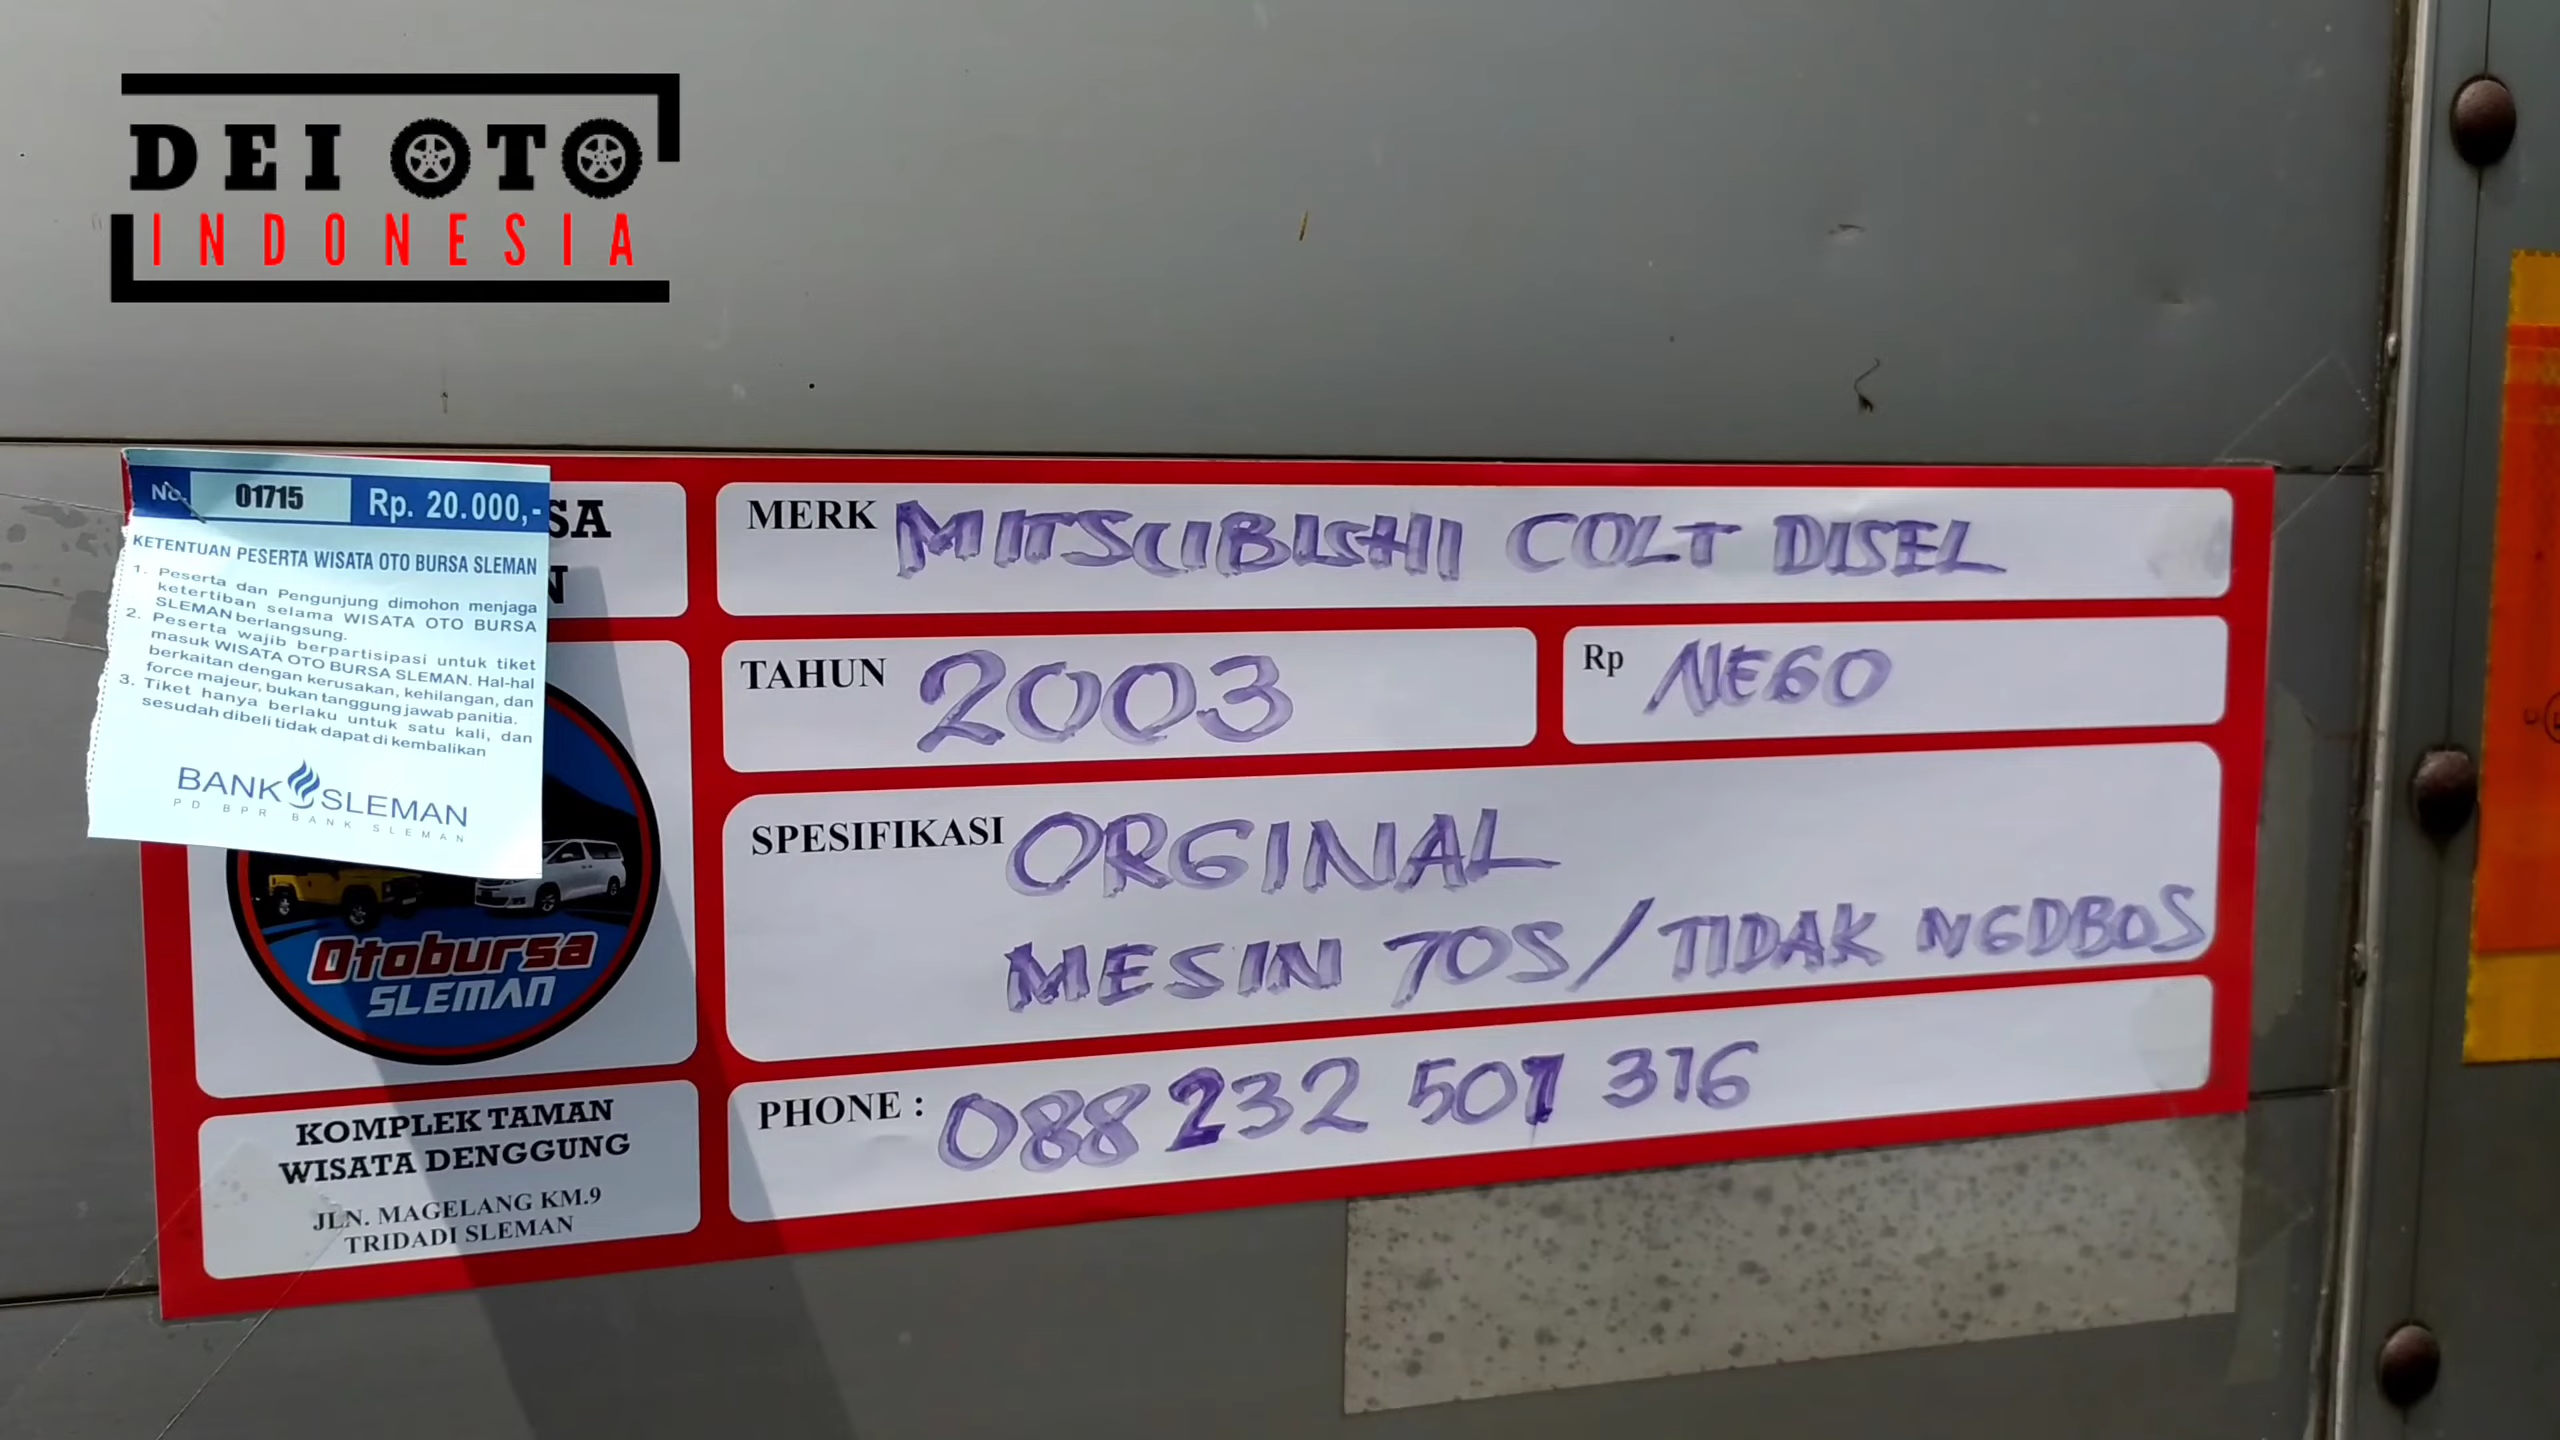 DEI OTO
INDONESIA
No. 01715 Rp. 20.000,-
KETENTUAN PESERTA WISATA OTO BURSA SLEMAN
1. Peserta dan Pengunjung dimohon menjaga
ketertiban selama WISATA OTO BURSA
SLEMAN berlangsung.
2. Peserta wajib berpartisipasi untuk tiket
masuk WISATA OTO BURSA SLEMAN. Hal-hal
berkaitan dengan kerusakan, kehilangan, dan
force majeur, bukan tanggung jawab panitia.
3. Tiket hanya berlaku untuk satu kali, dan
sesudah dibeli tidak dapat di kembalikan
BANK SLEMAN
PD BPR BANK SLEMAN
SA
N
Otobursa
SLEMAN
KOMPLEK TAMAN
WISATA DENGGUNG
JLN. MAGELANG KM.9
TRIDADI SLEMAN
MERK MITSUBISHI COLT DISEL
TAHUN 2003
Rp NEGO
SPESIFIKASI ORGINAL
MESIN 70S/TIDAK NGDBOS
PHONE : 088 232 501 316